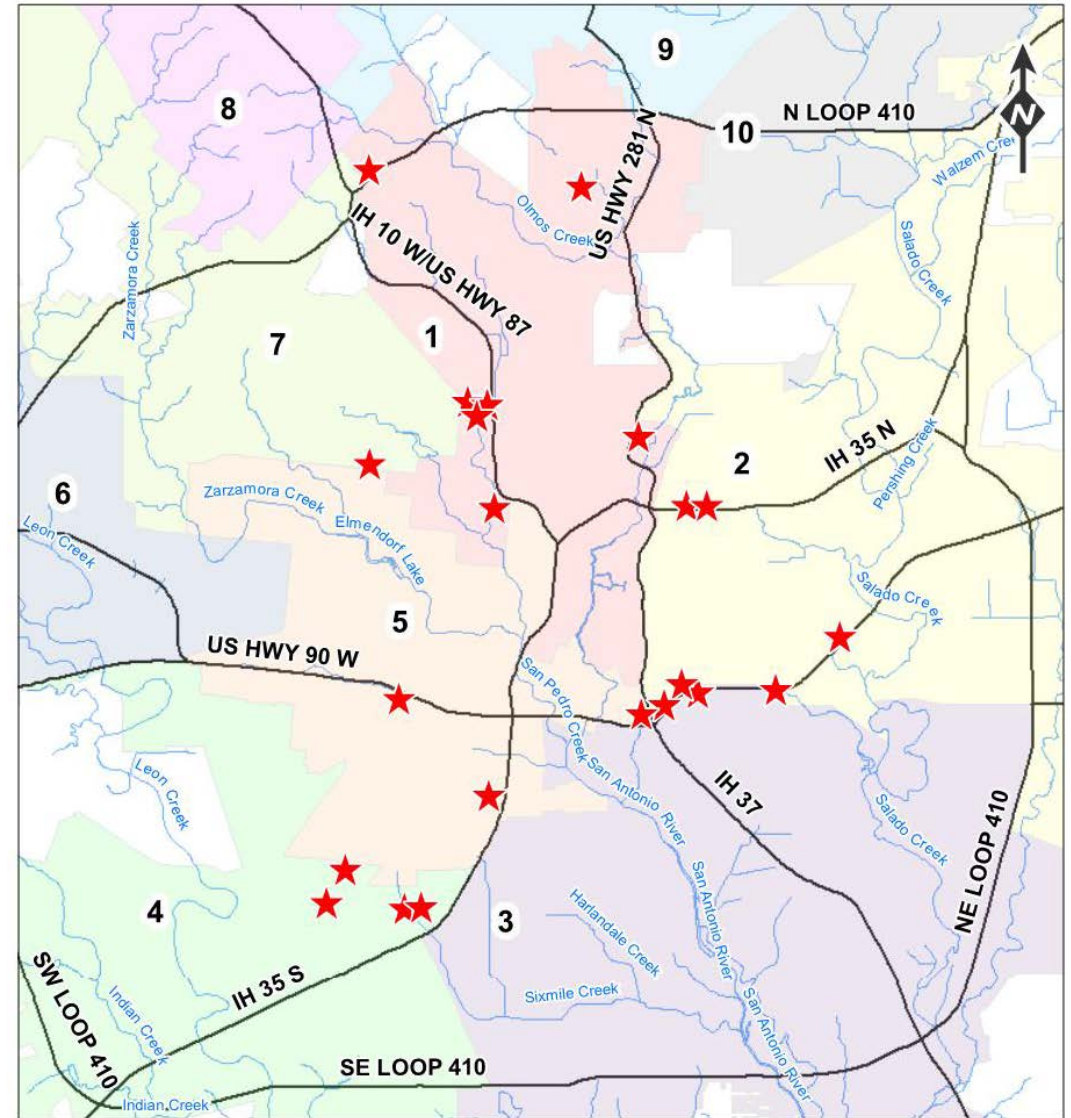 9
8
N LOOP 410
10
N
Walzem Creek
US HWY 281 N
Olmos Creek
IH 10 W/US HWY 87
Salado Creek
Zarzamora Creek
7
1
2
IH 35 N
Pershing Creek
6
Zarzamora Creek
Leon Creek
Elmendorf Lake
Salado Creek
5
US HWY 90 W
San Pedro Creek
Leon Creek
San Antonio River
IH 37
Salado Creek
NE LOOP 410
San Antonio River
4
3
Harlandale Creek
SW LOOP 410
IH 35 S
Indian Creek
Sixmile Creek
San Antonio River
SE LOOP 410
Indian Creek